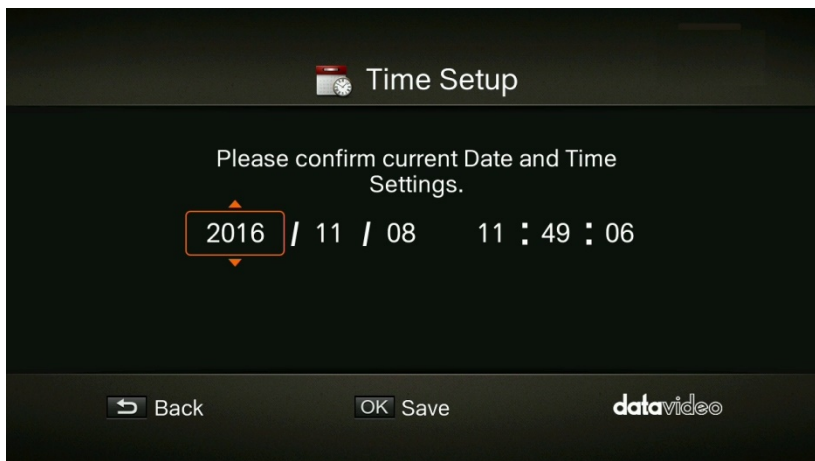 Time Setup
Please confirm current Date and Time
Settings.
2016 / 11 / 08 11 : 49 : 06
Back OK Save datavideo